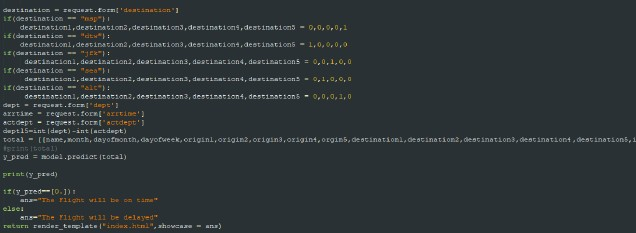 destination = request.form['destination']
if(destination == "msp"):
destination1,destination2,destination3,destination4,destination5 = 0,0,0,0,1
if(destination == "dtw"):
destination1,destination2,destination3,destination4,destination5 = 1,0,0,0,0
if(destination == "jfk"):
destination1,destination2,destination3,destination4,destination5 = 0,0,1,0,0
if(destination == "sea"):
destination1,destination2,destination3,destination4,destination5 = 0,1,0,0,0
if(destination == "alt"):
destination1,destination2,destination3,destination4,destination5 = 0,0,0,1,0
dept = request.form['dept']
arrtime = request.form['arrtime']
actdept = request.form['actdept']
dept15=int(dept)-int(actdept)
total = [[name,month,dayofmonth,dayofweek,origin1,origin2,origin3,origin4,orgin5,destination1,destination2,destination3,destination4,destination5,
#print(total)
y_pred = model.predict(total)
print(y_pred)
if(y_pred==[0.]):
ans="The Flight will be on time"
else:
ans="The Flight will be delayed"
return render_template("index.html",showcase = ans)